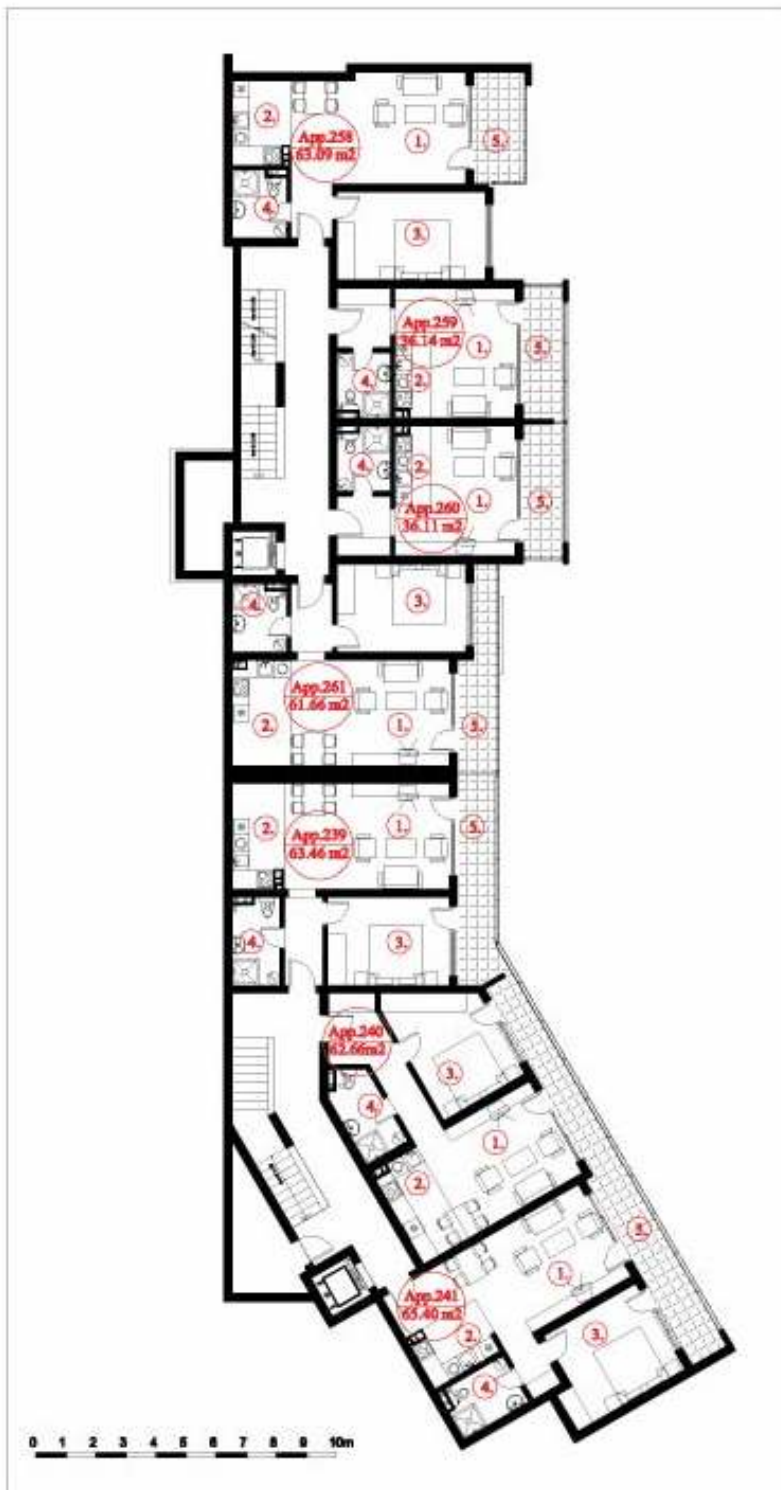 2.
App.258
63.09 m2
1.
5.
4.
3.
App.259
36.14 m2
1.
5.
4.
2.
2.
4.
1.
5.
App.260
36.11 m2
4.
3.
App.261
61.66 m2
2.
1.
5.
2.
App.239
63.46 m2
1.
5.
4.
3.
App.240
62.66m2
3.
4.
1.
2.
5.
App.241
65.40 m2
1.
2.
3.
4.
0 1 2 3 4 5 6 7 8 9 10m